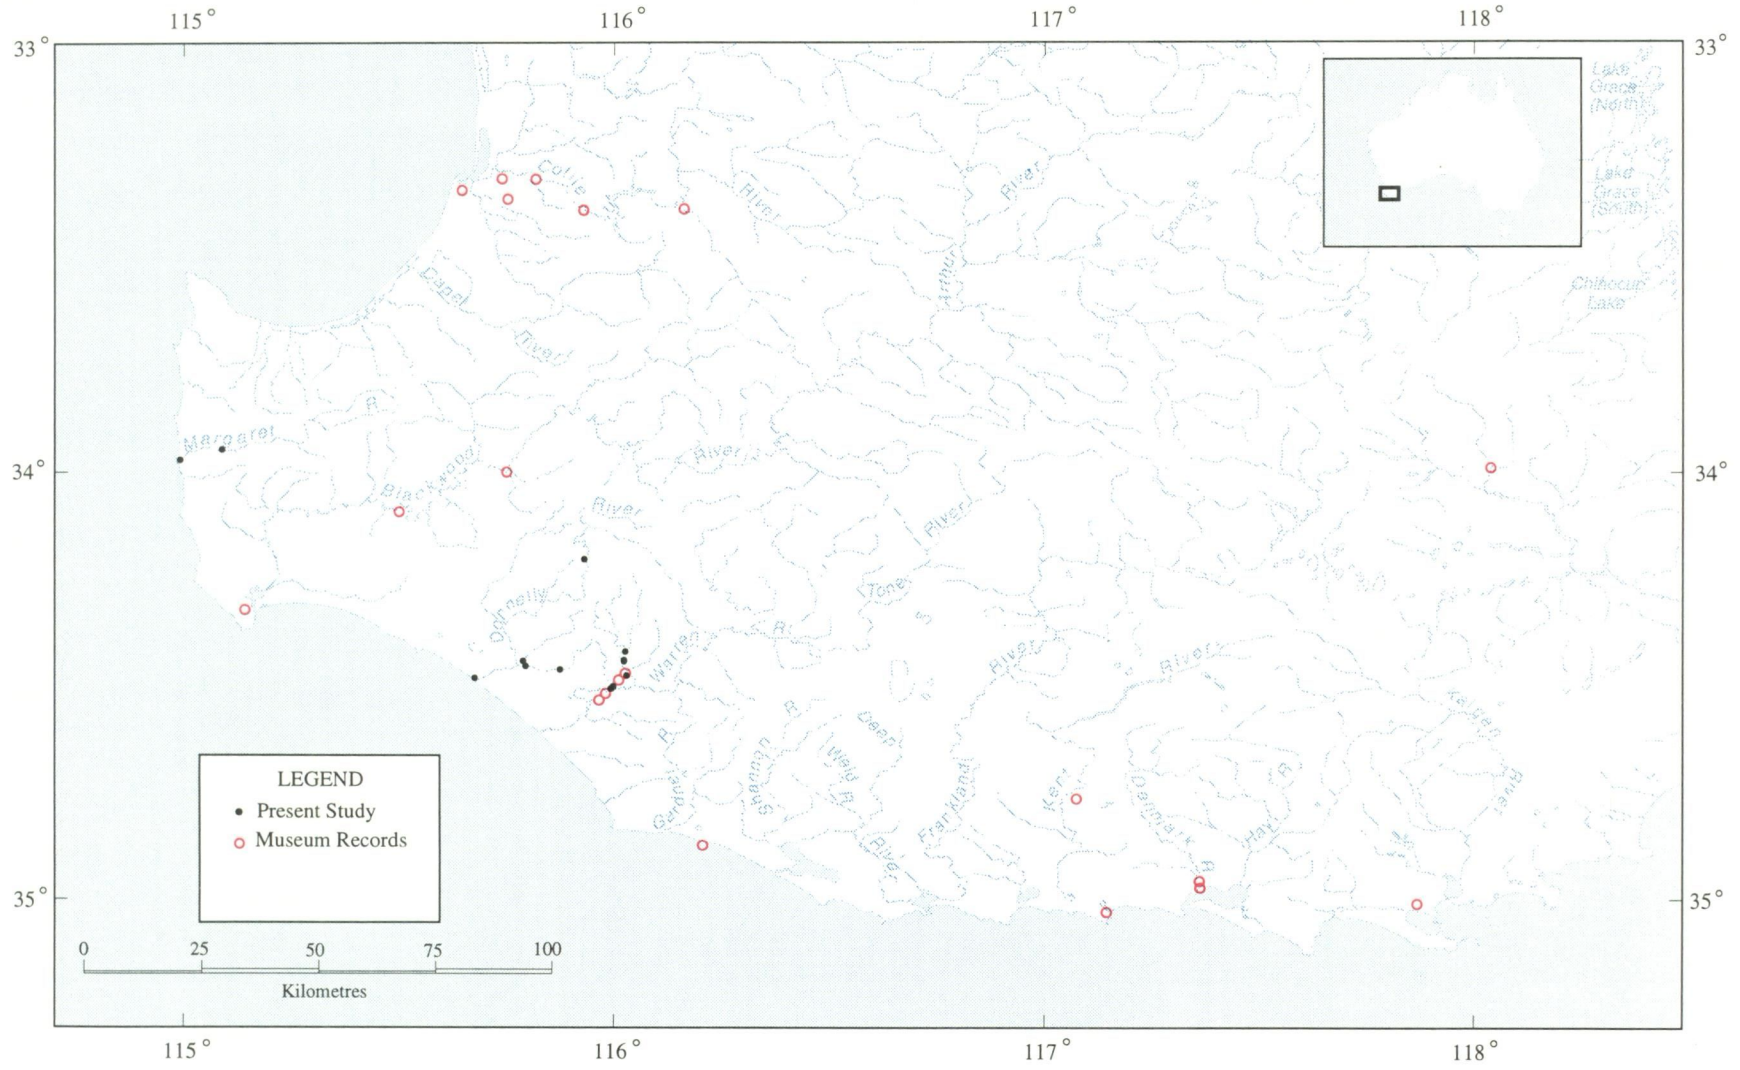 115° 116° 117° 118°
33° 33°
Lake
Grace
(North)
Collie
River
River
Lake
Grace
(South)
Capel
Arthur
Chinocup
Lake
River
R
Margaret
River
34° 34°
Blackwood
River
River
Donnelly
Tone
R
Warren
River
River
R
Kalgan
R
Deep
Shannon
Weld R
R
River
LEGEND
Present Study
Museum Records
Gardner
Frankland
Kent
Denmark
Hay
River
R
35° 35°
0 25 50 75 100
Kilometres
115° 116° 117° 118°